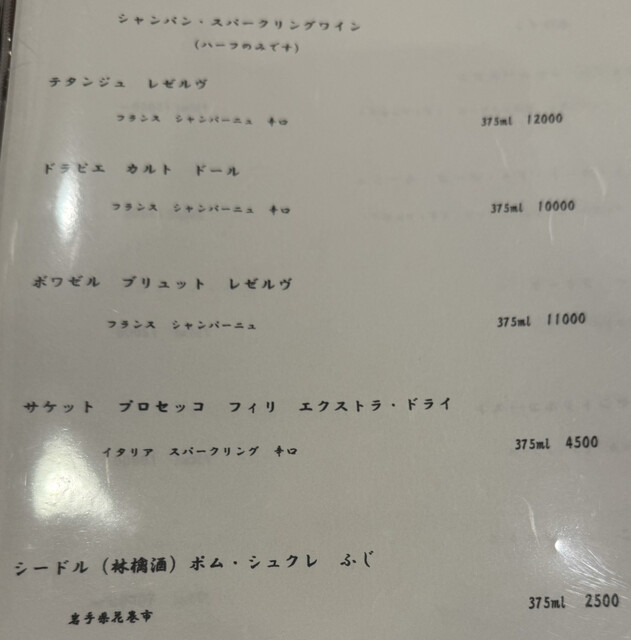 シャンパン・スパークリングワイン
(ハーフのみです)
テタンジュ レゼルヴ
フランス シャンパーニュ 辛口 375ml 12000
ドラピエ カルト ドール
フランス シャンパーニュ 辛口 375ml 10000
ボワゼル ブリュット レゼルヴ
フランス シャンパーニュ 375ml 11000
サケット プロセッコ フィリ エクストラ・ドライ
イタリア スパークリング 辛口 375ml 4500
シードル (林檎酒) ポム・シュクレ ふじ
岩手県花巻市 375ml 2500